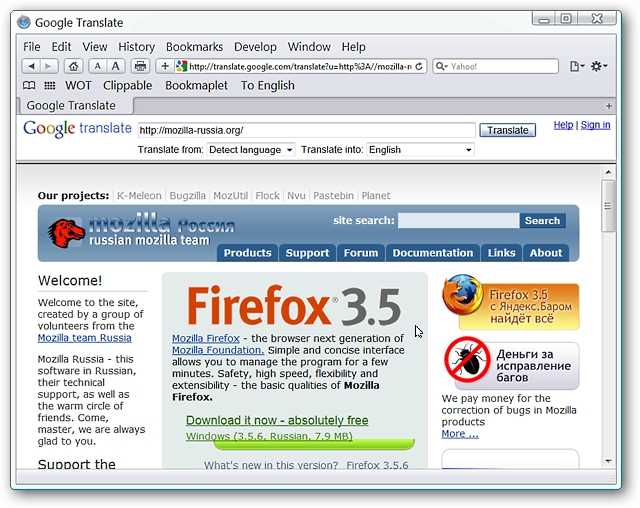 Google Translate
File Edit View History Bookmarks Develop Window Help
A A http://translate.google.com/translate?u=http%3A//mozilla-r Yahoo!
WOT Clippable Bookmaplet To English
Google Translate
Google translate http://mozilla-russia.org/ Translate Help | Sign in
Translate from: Detect language Translate into: English
Our projects: K-Meleon Bugzilla MozUtil Flock Nvu Pastebin Planet
mozilla Россия
russian mozilla team
site search: Search
Products Support Forum Documentation Links About
Welcome!
Welcome to the site,
created by a group of
volunteers from the
Mozilla team Russia
Mozilla Russia - this
software in Russian,
their technical
support, as well as
the warm circle of
friends. Come,
master, we are always
glad to you.
Support the
Firefox® 3.5
Mozilla Firefox - the browser next generation of
Mozilla Foundation. Simple and concise interface
allows you to manage the program for a few
minutes. Safety, high speed, flexibility and
extensibility - the basic qualities of Mozilla
Firefox.
Download it now - absolutely free
Windows (3.5.6, Russian, 7.9 MB)
What's new in this version? Firefox 3.5.6
Firefox 3.5
с Яндекс.Баром
найдёт всё
Деньги за
исправление
багов
We pay money for the
correction of bugs in Mozilla
products
More ...